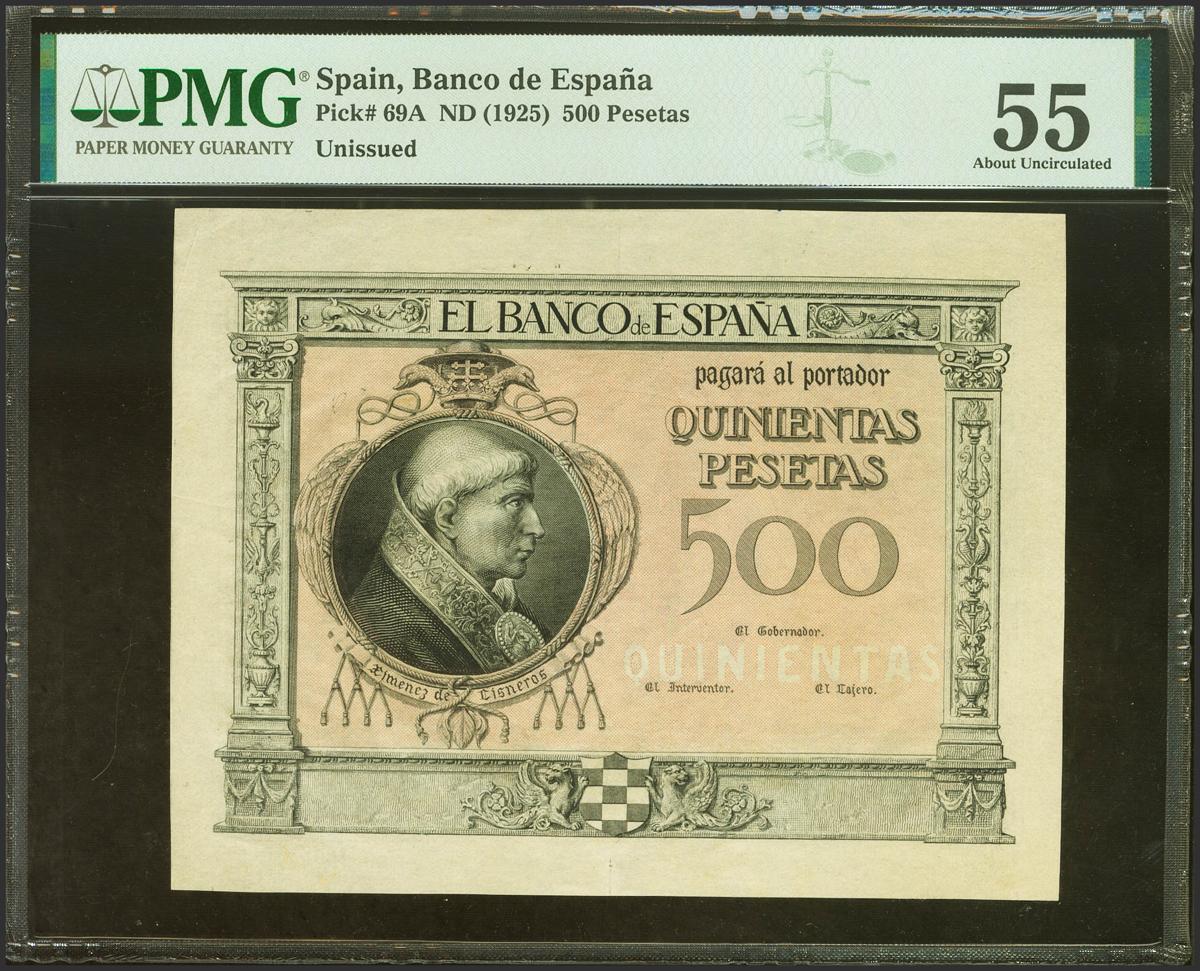 PMG®
PAPER MONEY GUARANTY
Spain, Banco de España
Pick# 69A ND (1925) 500 Pesetas
Unissued
55
About Uncirculated
EL BANCO de ESPAÑA
pagará al portador
QUINIENTAS
PESETAS
500
El Gobernador.
QUINIENTAS
El Interventor.
El Cajero.
Ximenez de Cisneros